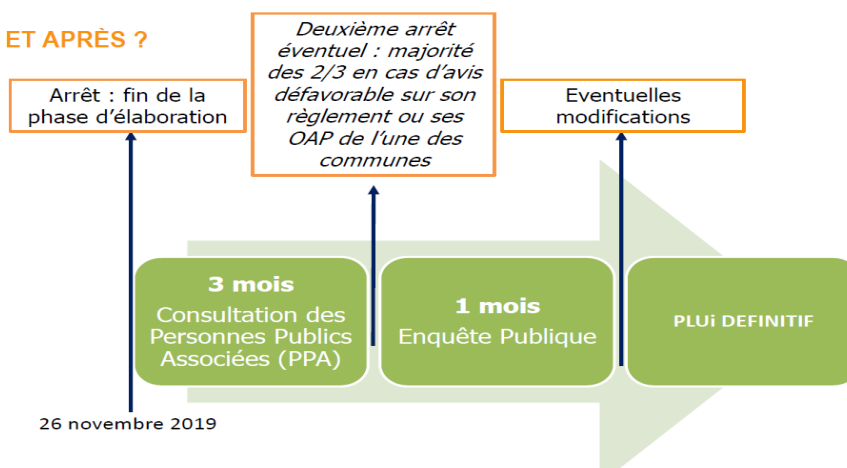 ET APRÈS ?
Arrêt : fin de la
phase d'élaboration
Deuxième arrêt
éventuel : majorité
des 2/3 en cas d'avis
défavorable sur son
règlement ou ses
OAP de l'une des
communes
Eventuelles
modifications
3 mois
Consultation des
Personnes Publics
Associées (PPA)
1 mois
Enquête Publique
PLUi DEFINITIF
26 novembre 2019